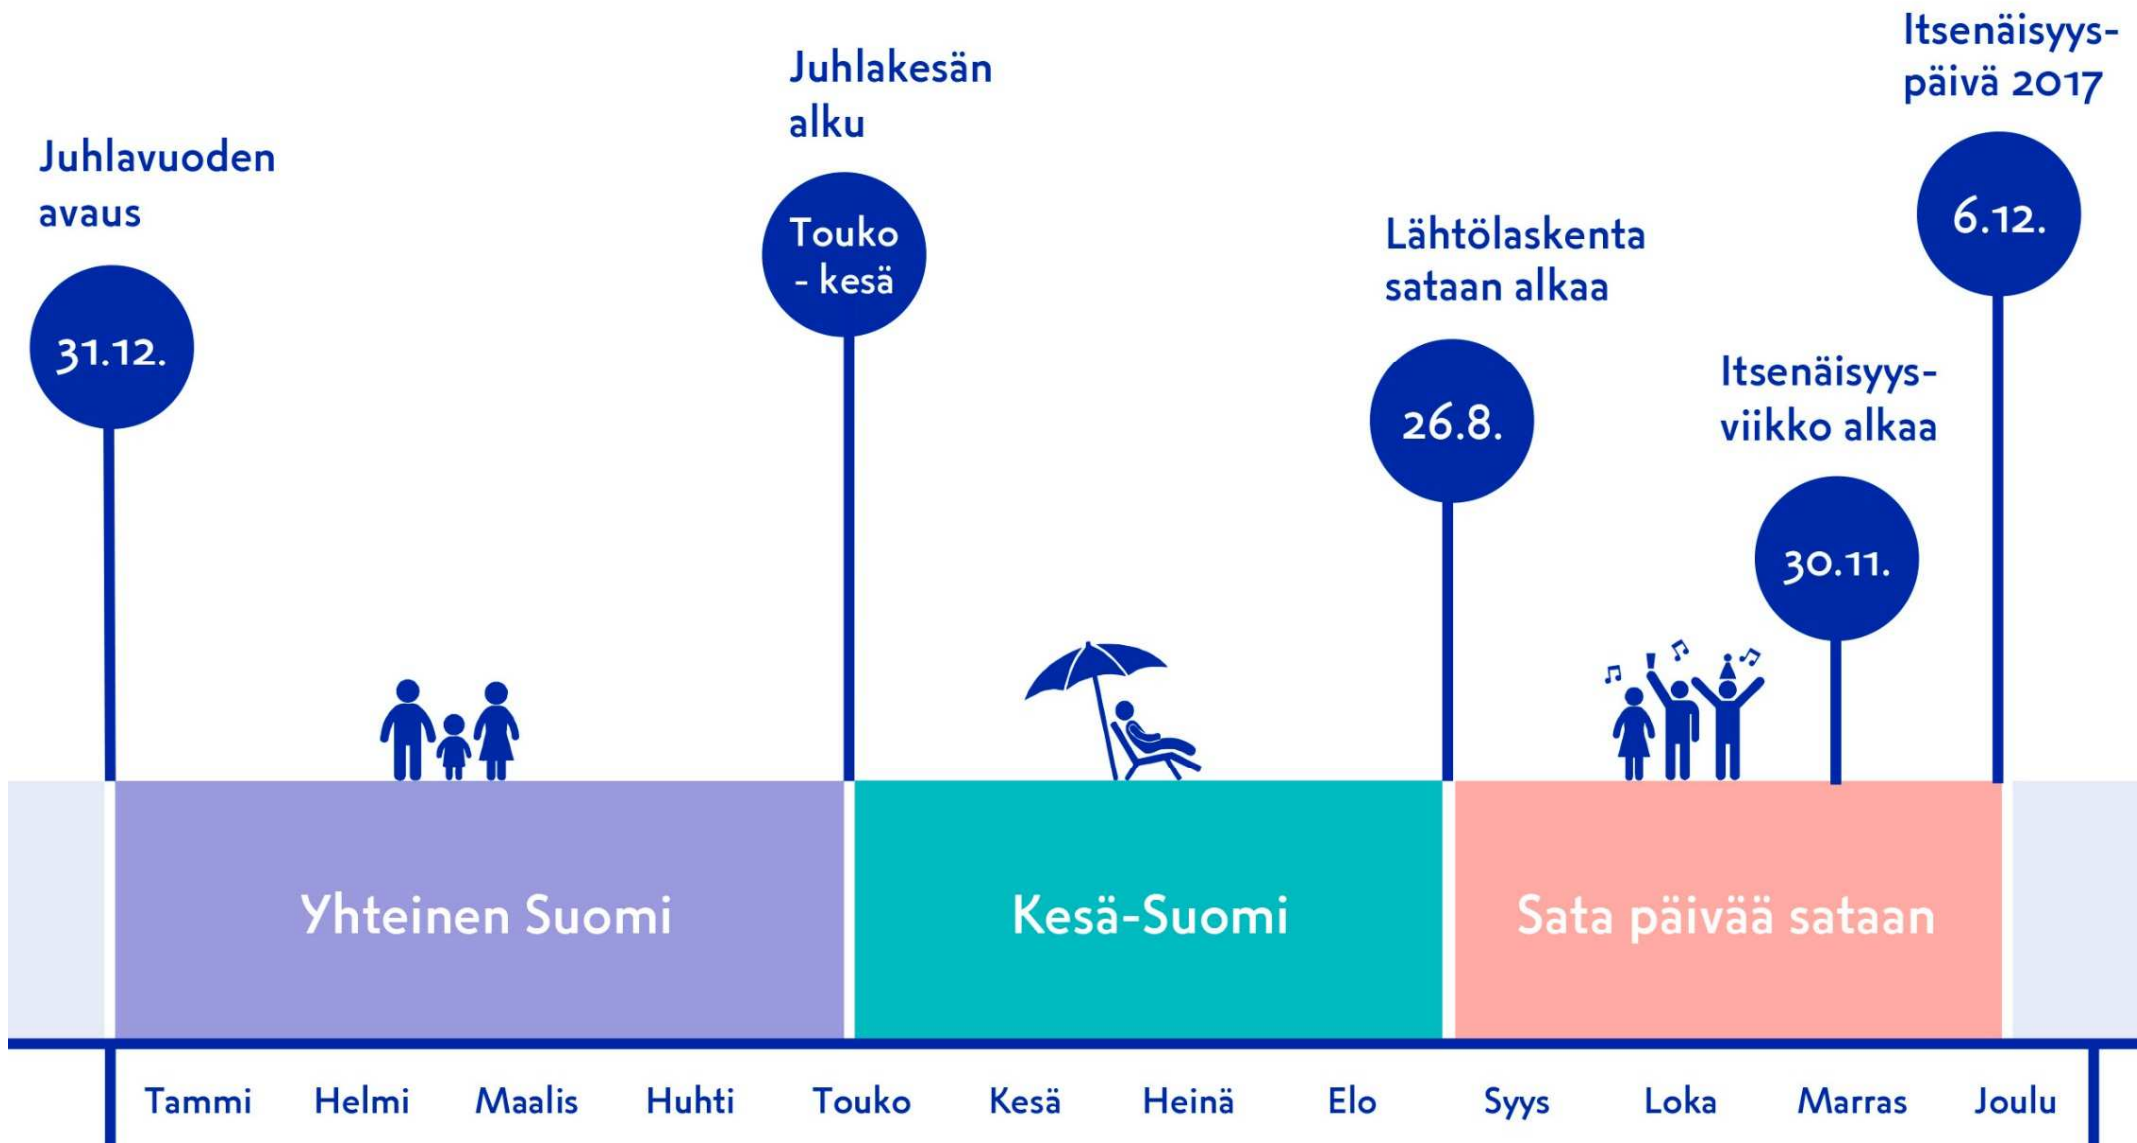 Juhlavuoden
avaus
31.12.
Juhlakesän
alku
Touko
- kesä
Lähtölaskenta
sataan alkaa
26.8.
Itsenäisyys-
viikko alkaa
30.11.
Itsenäisyys-
päivä 2017
6.12.
Yhteinen Suomi
Kesä-Suomi
Sata päivää sataan
Tammi Helmi Maalis Huhti Touko Kesä Heinä Elo Syys Loka Marras Joulu